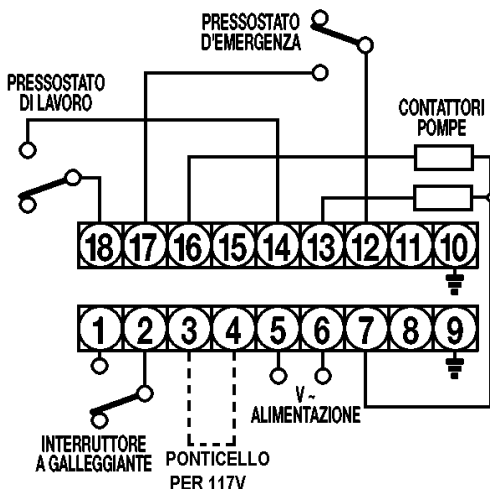 PRESSOSTATO
D'EMERGENZA
PRESSOSTATO
DI LAVORO
CONTATTORI
POMPE
18 17 16 15 14 13 12 11 10
1 2 3 4 5 6 7 8 9
V ~
ALIMENTAZIONE
INTERRUTTORE
A GALLEGGIANTE
PONTICELLO
PER 117V